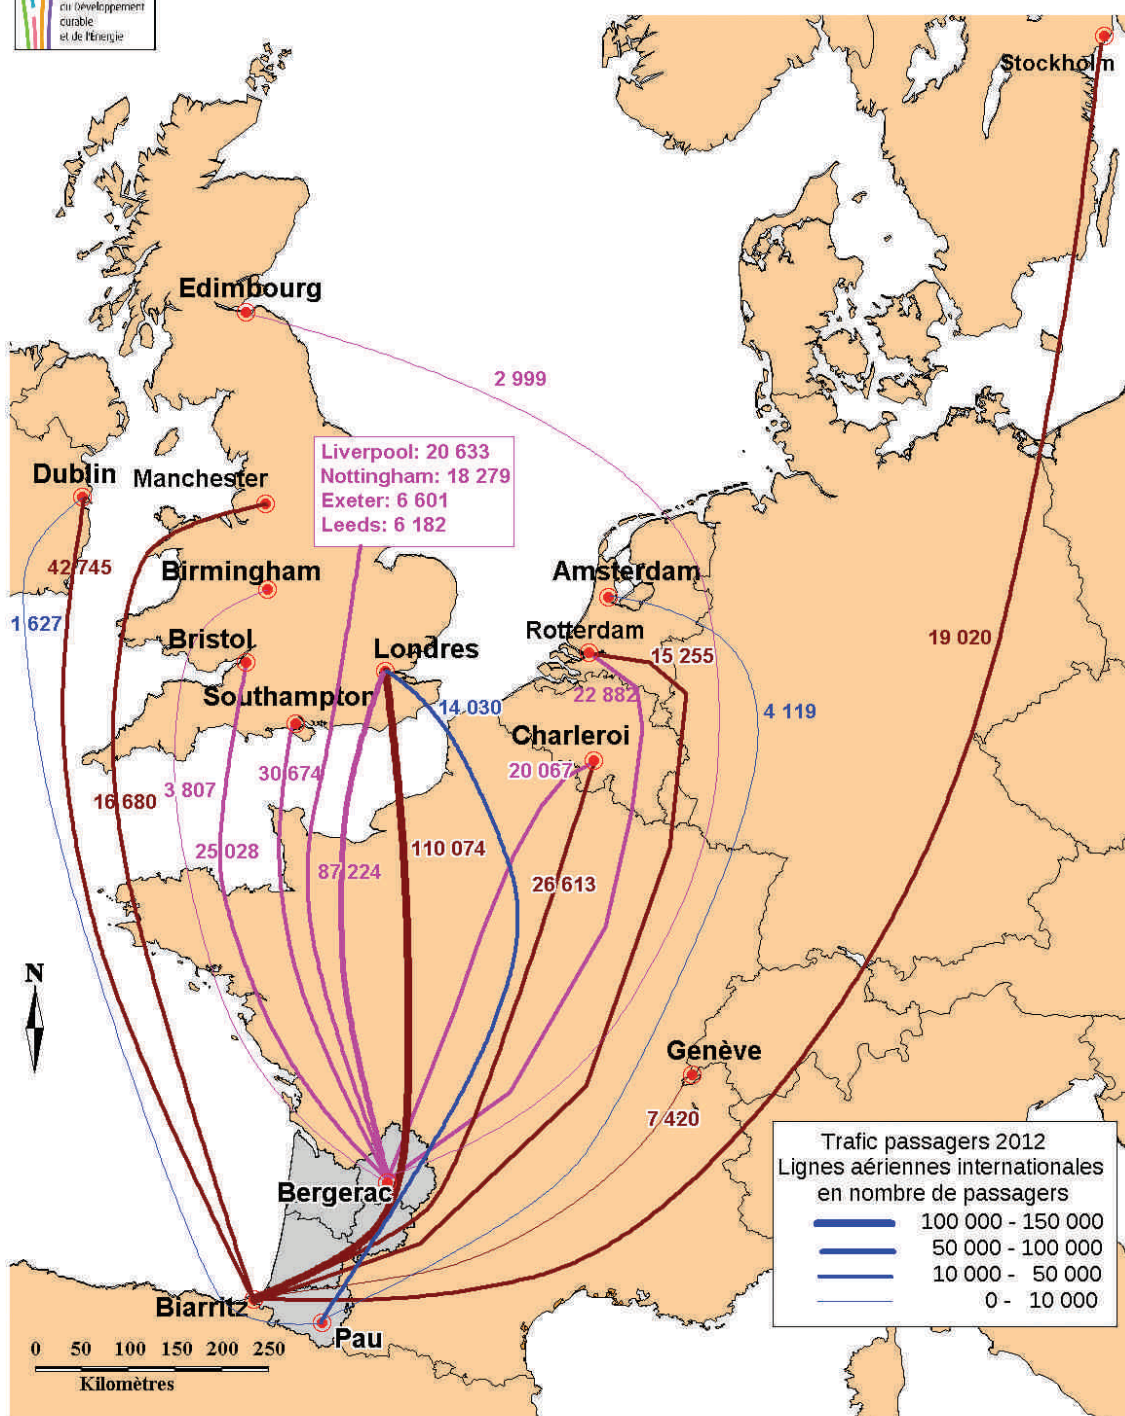 du Développement
durable
et de l'Énergie
Stockholm
Edimbourg
2 999
Liverpool: 20 633
Nottingham: 18 279
Exeter: 6 601
Leeds: 6 182
Dublin
Manchester
42 745
Birmingham
Amsterdam
1 627
Bristol
Londres
Rotterdam
15 255
19 020
Southampton
14 030
22 882
4 119
Charleroi
30 674
20 067
3 807
16 680
25 028
87 224
110 074
26 613
N
Genève
7 420
Bergerac
Biarritz
Pau
0 50 100 150 200 250
Kilomètres
Trafic passagers 2012
Lignes aériennes internationales
en nombre de passagers
100 000 - 150 000
50 000 - 100 000
10 000 - 50 000
0 - 10 000